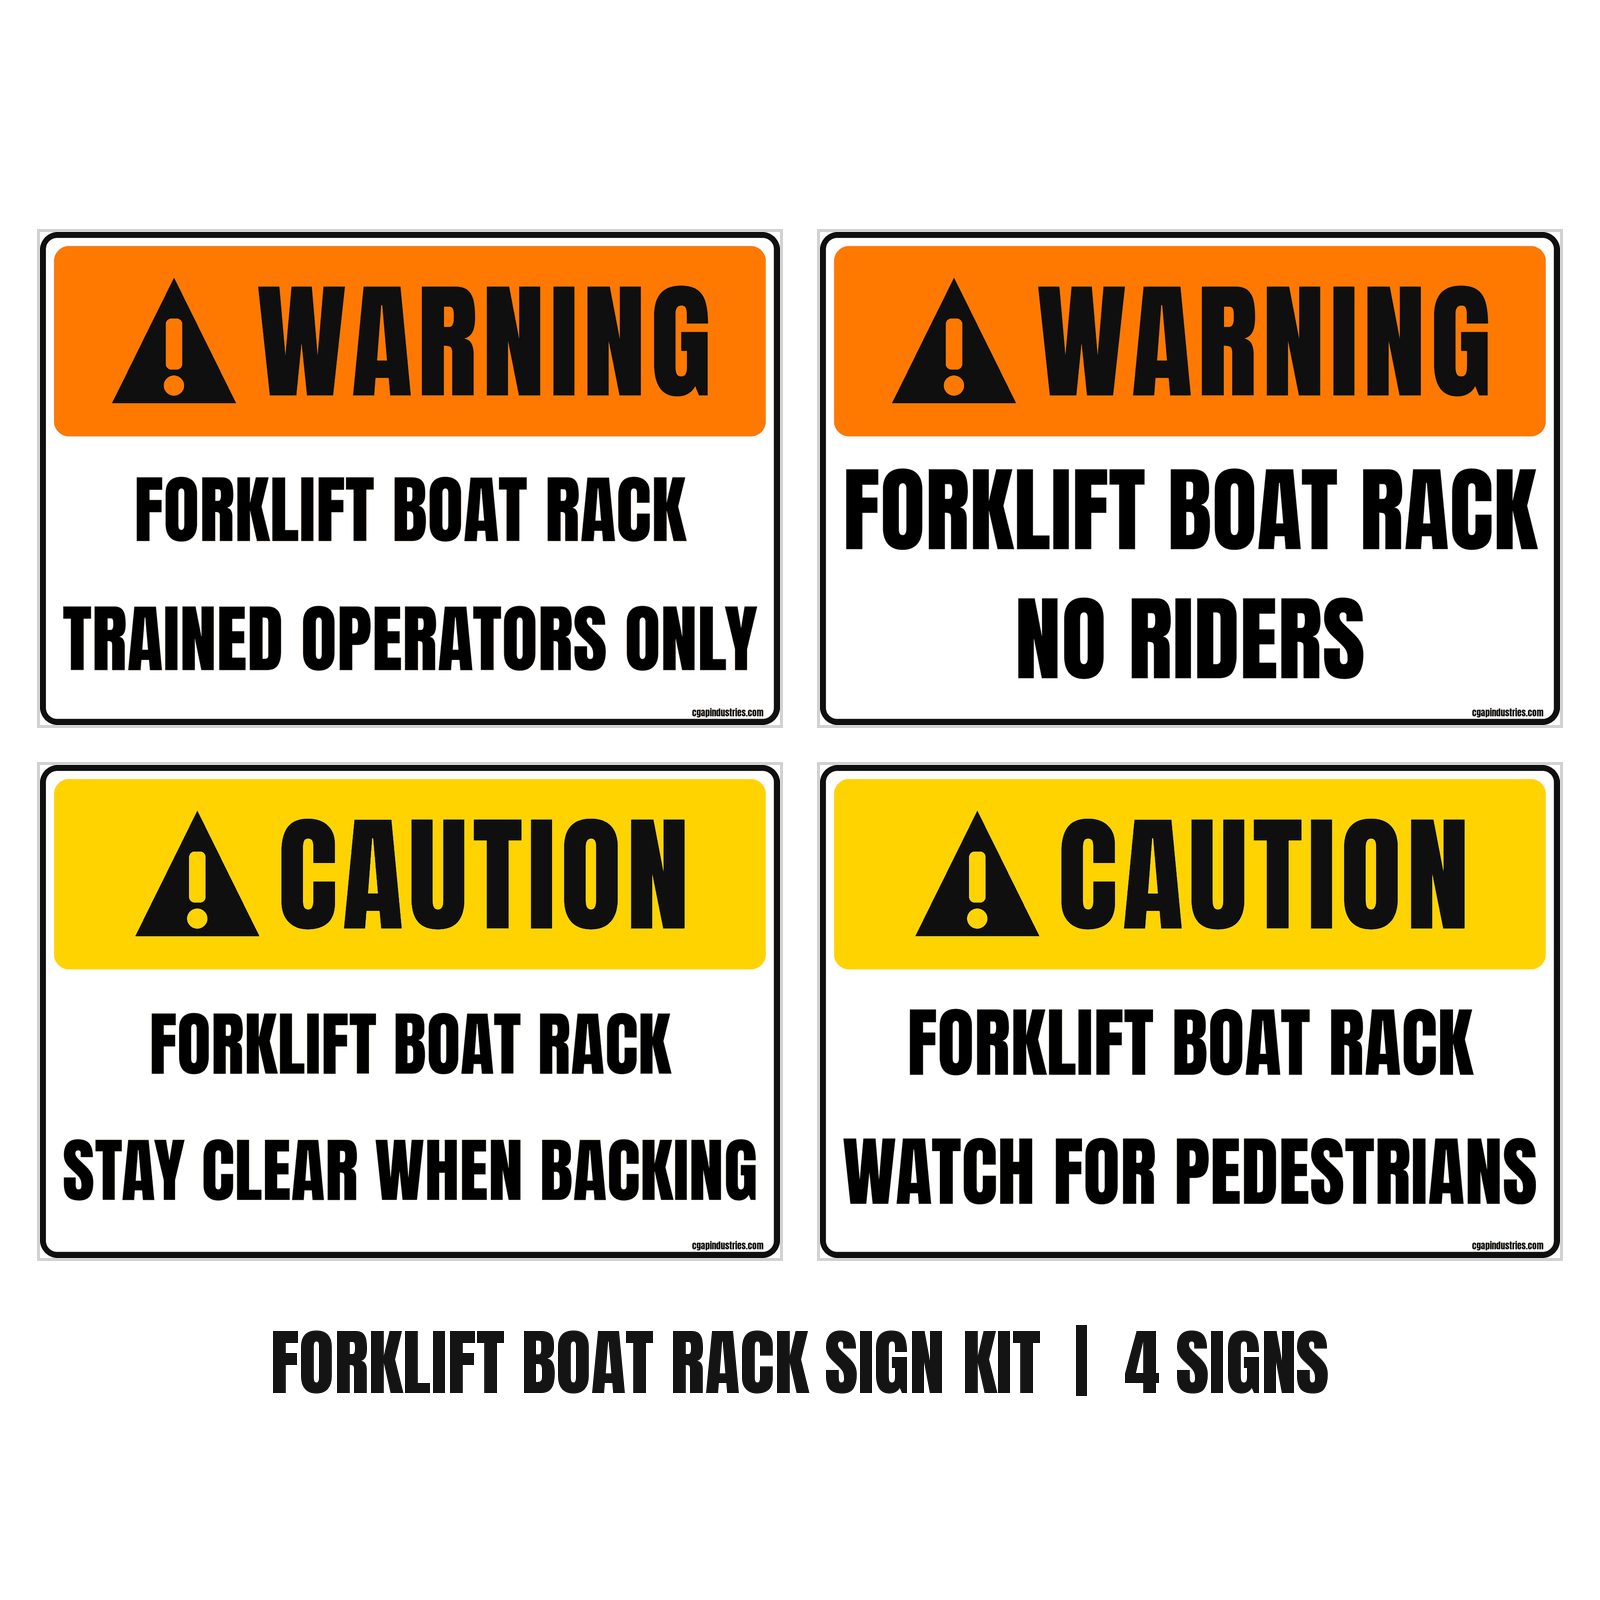 WARNING
FORKLIFT BOAT RACK
TRAINED OPERATORS ONLY
cgapindustries.com
WARNING
FORKLIFT BOAT RACK
NO RIDERS
cgapindustries.com
CAUTION
FORKLIFT BOAT RACK
STAY CLEAR WHEN BACKING
cgapindustries.com
CAUTION
FORKLIFT BOAT RACK
WATCH FOR PEDESTRIANS
cgapindustries.com
FORKLIFT BOAT RACK SIGN KIT | 4 SIGNS